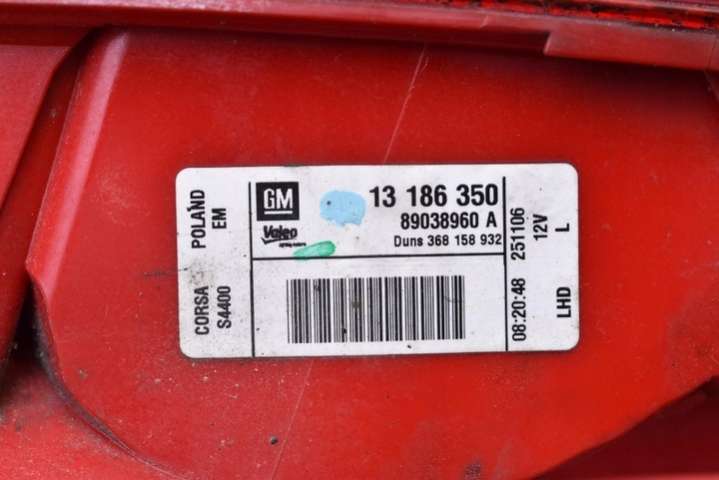 CORSA POLAND
S4400 EM
GM
13 186 350
89038960 A
Valeo
Duns 368 158 932
08:20:48 251106
12V
LHD L